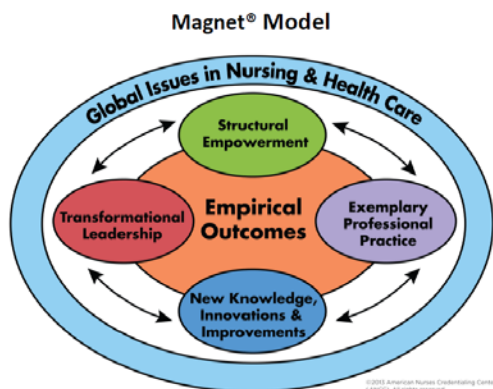 Magnet® Model
Global Issues in Nursing & Health Care
Structural
Empowerment
Transformational
Leadership
Empirical
Outcomes
Exemplary
Professional
Practice
New Knowledge,
Innovations &
Improvements
©2013 American Nurses Credentialing Cente